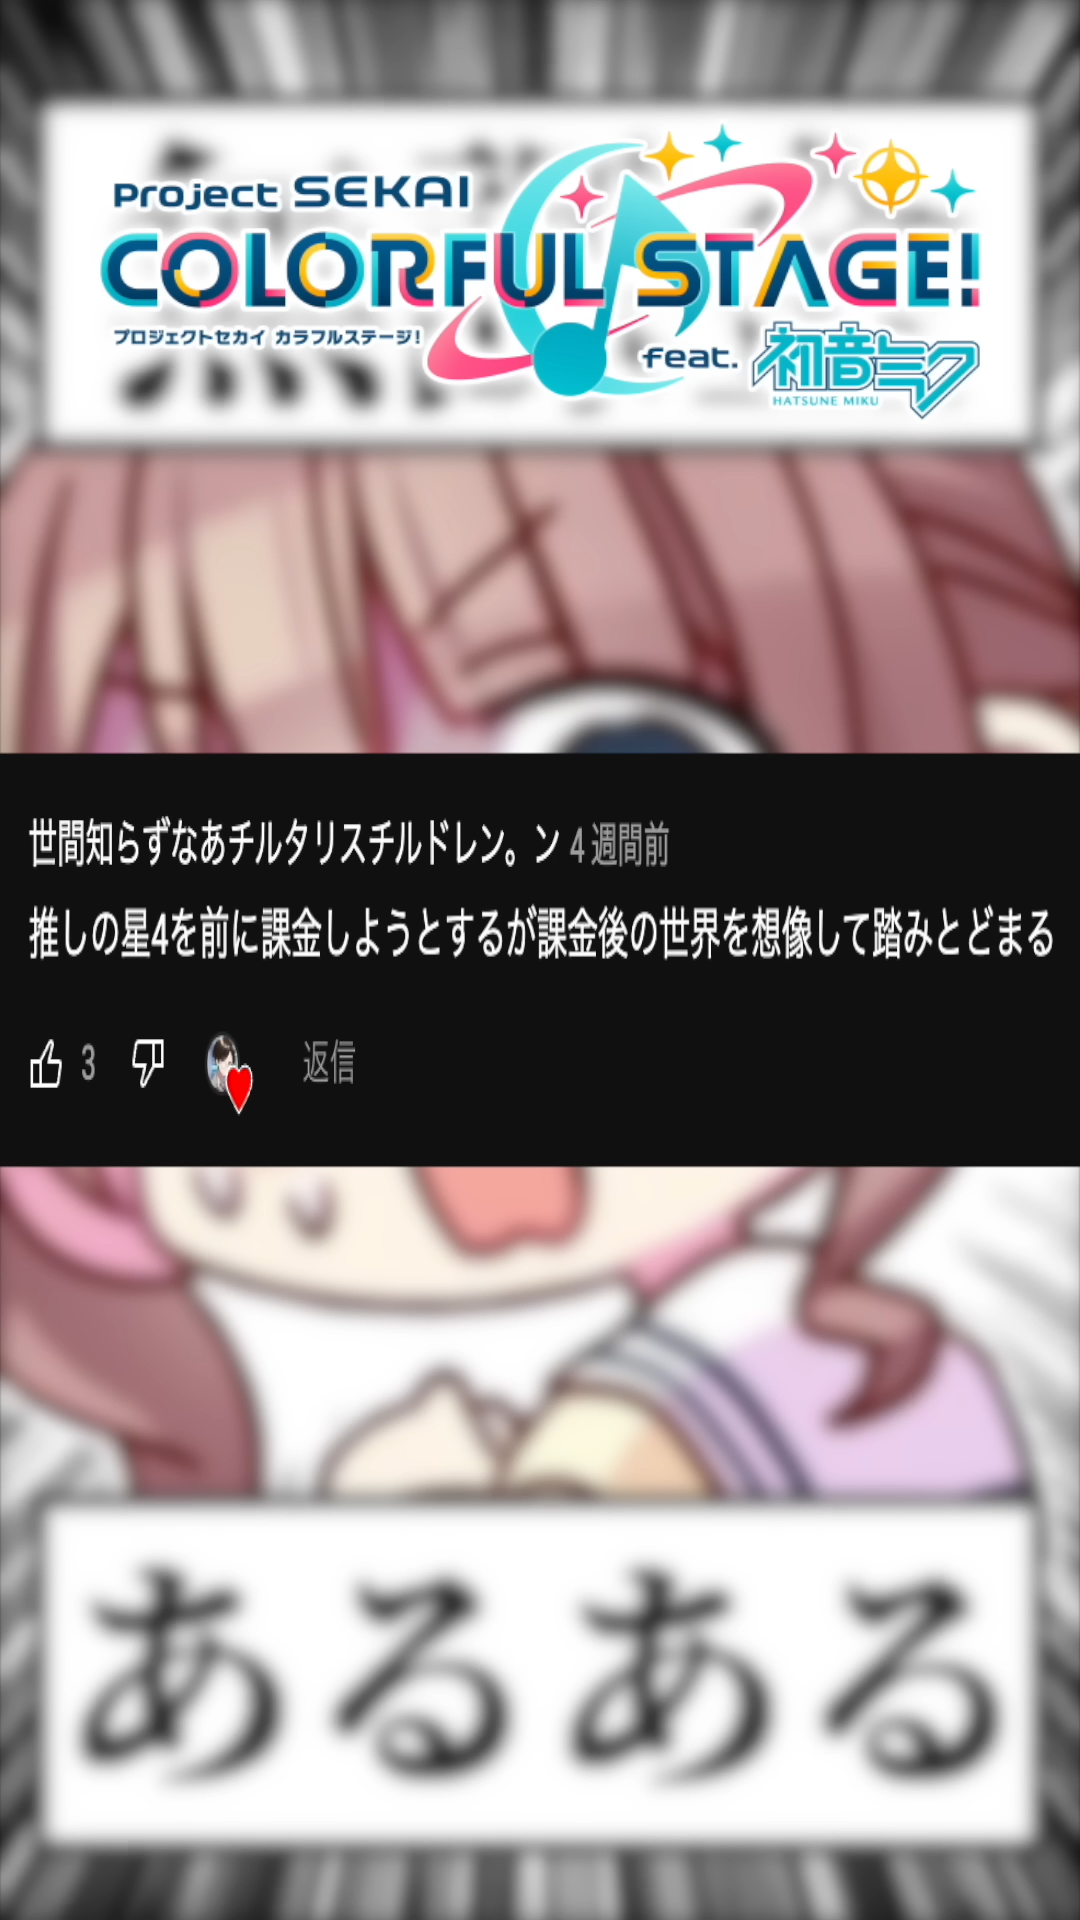 Project SEKAI
COLORFUL STAGE!
プロジェクトセカイ カラフルステージ！
feat. 初音ミク
HATSUNE MIKU
世間知らずなあチルタリスチルドレン。ン 4 週間前
推しの星4を前に課金しようとするが課金後の世界を想像して踏みとどまる
3
返信
あるある